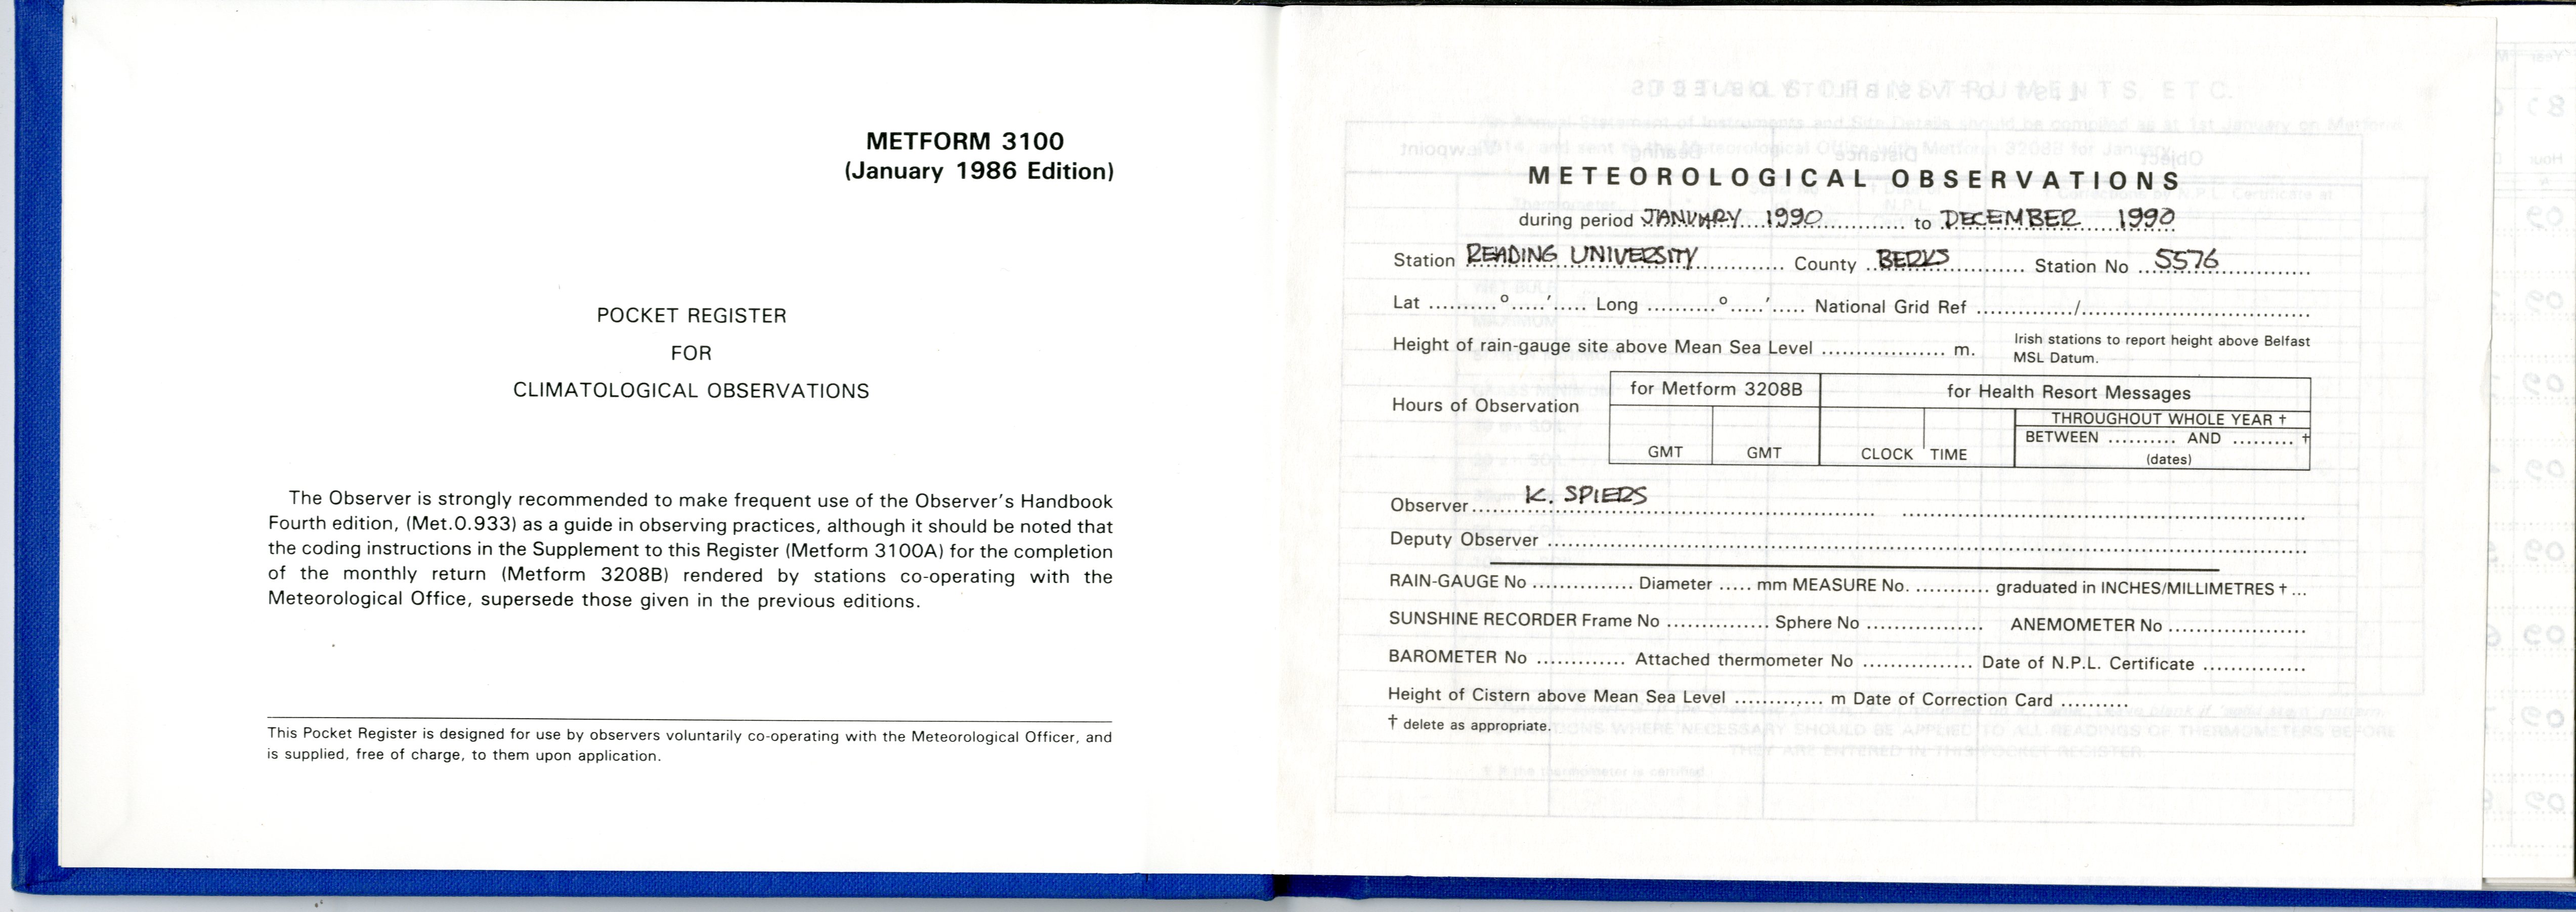 METFORM 3100
(January 1986 Edition)
POCKET REGISTER
FOR
CLIMATOLOGICAL OBSERVATIONS
The Observer is strongly recommended to make frequent use of the Observer's Handbook
Fourth edition, (Met.O.933) as a guide in observing practices, although it should be noted that
the coding instructions in the Supplement to this Register (Metform 3100A) for the completion
of the monthly return (Metform 3208B) rendered by stations co-operating with the
Meteorological Office, supersede those given in the previous editions.
This Pocket Register is designed for use by observers voluntarily co-operating with the Meteorological Officer, and
is supplied, free of charge, to them upon application.
METEOROLOGICAL OBSERVATIONS
during period JANUARY 1990 to DECEMBER 1990
Station READING UNIVERSITY County BERKS Station No 5576
Lat ..........°.....'..... Long ..........°.....'..... National Grid Ref ............./.............
Height of rain-gauge site above Mean Sea Level .................. m. Irish stations to report height above Belfast
MSL Datum.
for Metform 3208B for Health Resort Messages
Hours of Observation
THROUGHOUT WHOLE YEAR †
BETWEEN .......... AND ......... †
GMT GMT CLOCK TIME (dates)
Observer K. SPIERS
Deputy Observer
RAIN-GAUGE No .............. Diameter ..... mm MEASURE No. ........... graduated in INCHES/MILLIMETRES † ...
SUNSHINE RECORDER Frame No ............... Sphere No ................. ANEMOMETER No ....................
BAROMETER No ............. Attached thermometer No ................ Date of N.P.L. Certificate ...............
Height of Cistern above Mean Sea Level ............. m Date of Correction Card ..........
† delete as appropriate.